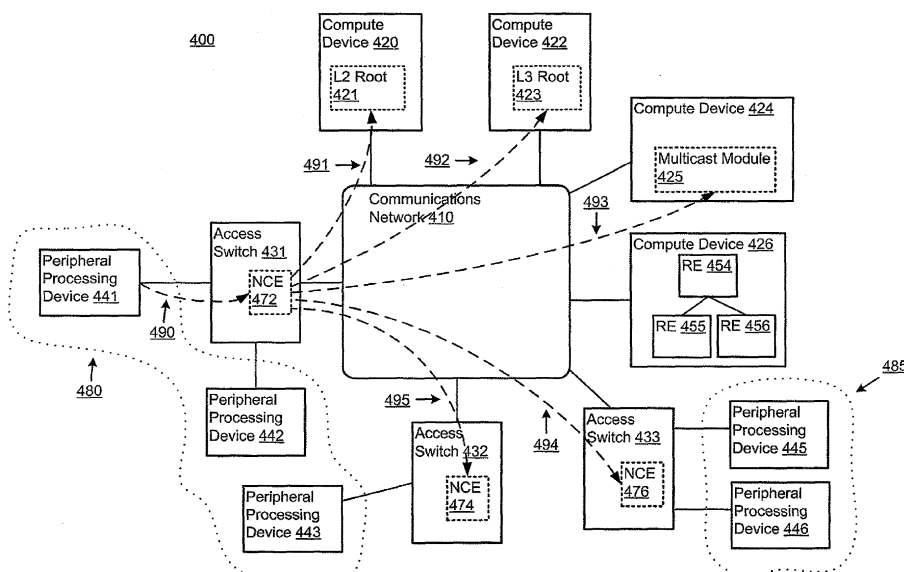 400
Compute
Device 420
L2 Root
421
Compute
Device 422
L3 Root
423
Compute Device 424
Multicast Module
425
491
492
493
Communications
Network 410
Access
Switch 431
NCE
472
Peripheral
Processing
Device 441
490
480
Compute Device 426
RE 454
RE 455
RE 456
485
Peripheral
Processing
Device 442
495
494
Access
Switch 432
NCE
474
Access
Switch 433
NCE
476
Peripheral
Processing
Device 445
Peripheral
Processing
Device 443
Peripheral
Processing
Device 446